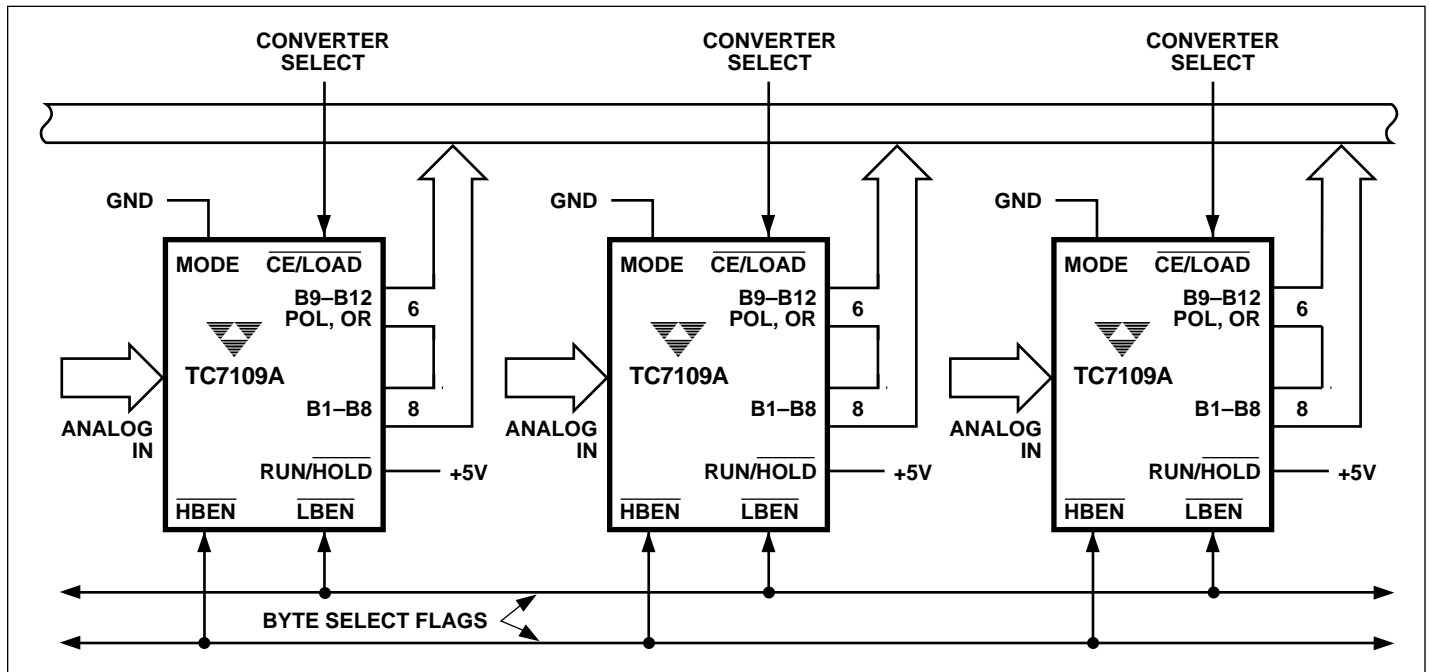 CONVERTER
SELECT
CONVERTER
SELECT
CONVERTER
SELECT
GND
MODE
CE/LOAD
B9–B12
POL, OR
6
TC7109A
ANALOG
IN
B1–B8
8
RUN/HOLD
+5V
HBEN
LBEN
GND
MODE
CE/LOAD
B9–B12
POL, OR
6
TC7109A
ANALOG
IN
B1–B8
8
RUN/HOLD
+5V
HBEN
LBEN
GND
MODE
CE/LOAD
B9–B12
POL, OR
6
TC7109A
ANALOG
IN
B1–B8
8
RUN/HOLD
+5V
HBEN
LBEN
BYTE SELECT FLAGS